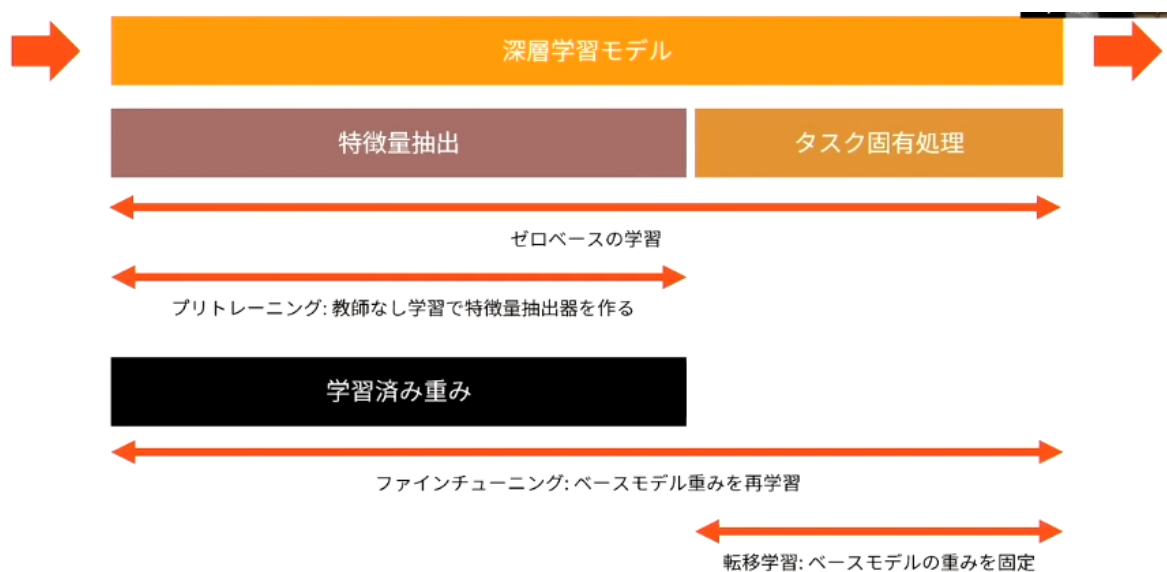 深層学習モデル
特徴量抽出
タスク固有処理
ゼロベースの学習
プリトレーニング: 教師なし学習で特徴量抽出器を作る
学習済み重み
ファインチューニング: ベースモデル重みを再学習
転移学習: ベースモデルの重みを固定